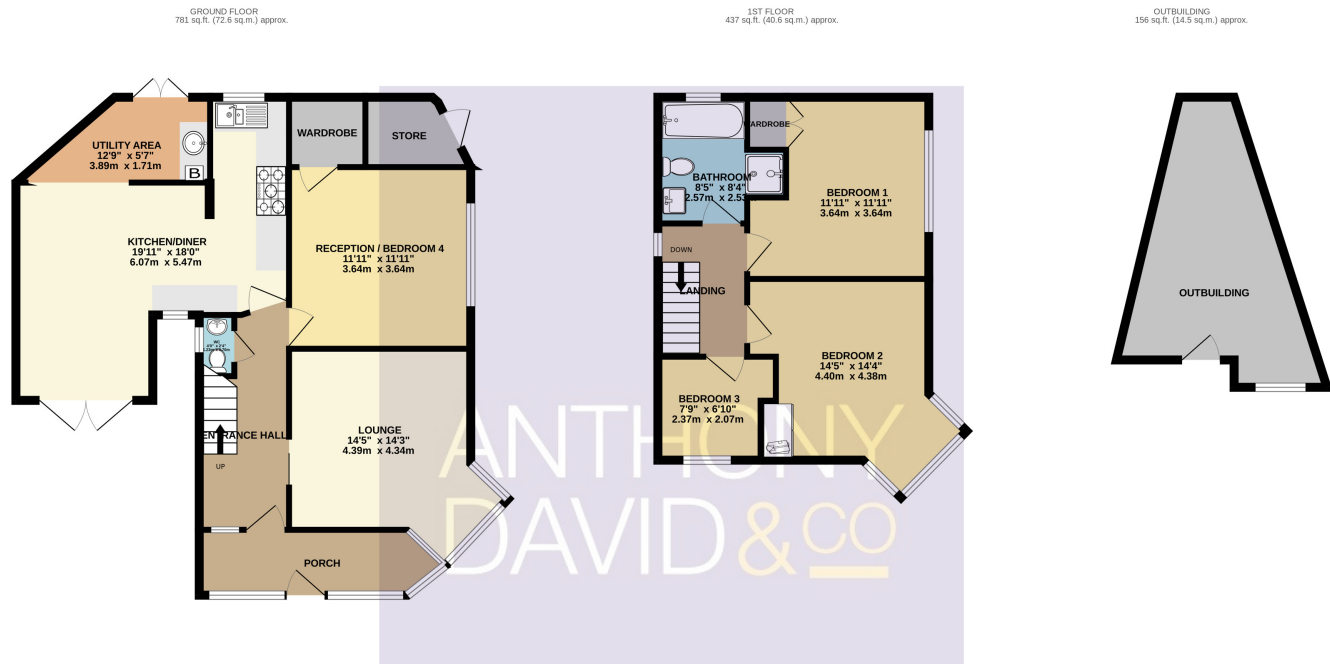 GROUND FLOOR
781 sq.ft. (72.6 sq.m.) approx.
1ST FLOOR
437 sq.ft. (40.6 sq.m.) approx.
OUTBUILDING
156 sq.ft. (14.5 sq.m.) approx.
UTILITY AREA
12'9" x 5'7"
3.89m x 1.71m
B
WARDROBE
STORE
KITCHEN/DINER
19'11" x 18'0"
6.07m x 5.47m
RECEPTION / BEDROOM 4
11'11" x 11'11"
3.64m x 3.64m
WC
ENTRANCE HALL
UP
LOUNGE
14'5" x 14'3"
4.39m x 4.34m
PORCH
WARDROBE
BATHROOM
8'5" x 8'4"
2.57m x 2.53m
BEDROOM 1
11'11" x 11'11"
3.64m x 3.64m
DOWN
LANDING
BEDROOM 2
14'5" x 14'4"
4.40m x 4.38m
BEDROOM 3
7'9" x 6'10"
2.37m x 2.07m
OUTBUILDING
ANTHONY
DAVID & CO